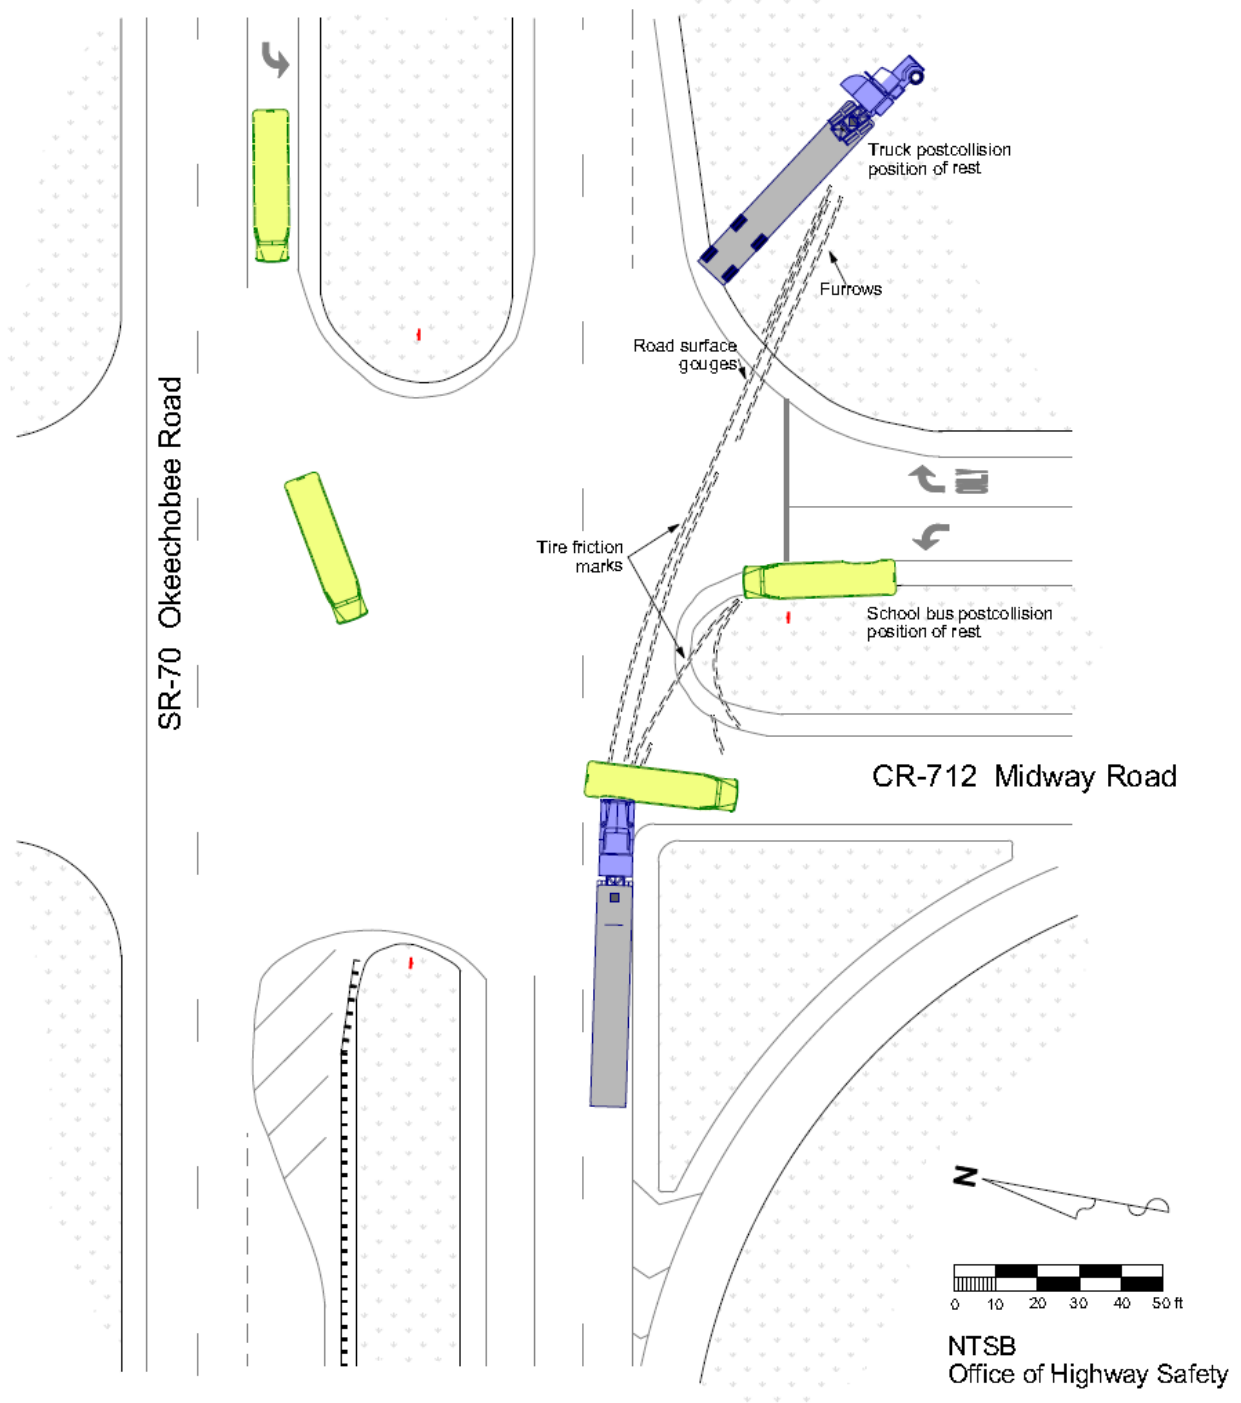 Truck postcollision
position of rest
Furrows
Road surface
gouges
SR-70 Okeechobee Road
Tire friction
marks
School bus postcollision
position of rest
CR-712 Midway Road
N
0 10 20 30 40 50 ft
NTSB
Office of Highway Safety